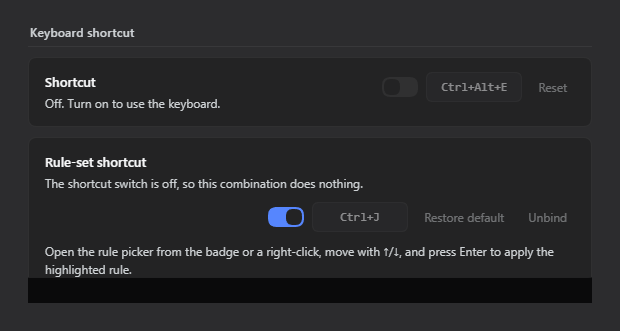 Keyboard shortcut
Shortcut
Off. Turn on to use the keyboard.
Ctrl+Alt+E
Reset
Rule-set shortcut
The shortcut switch is off, so this combination does nothing.
Ctrl+J
Restore default
Unbind
Open the rule picker from the badge or a right-click, move with ↑/↓, and press Enter to apply the
highlighted rule.